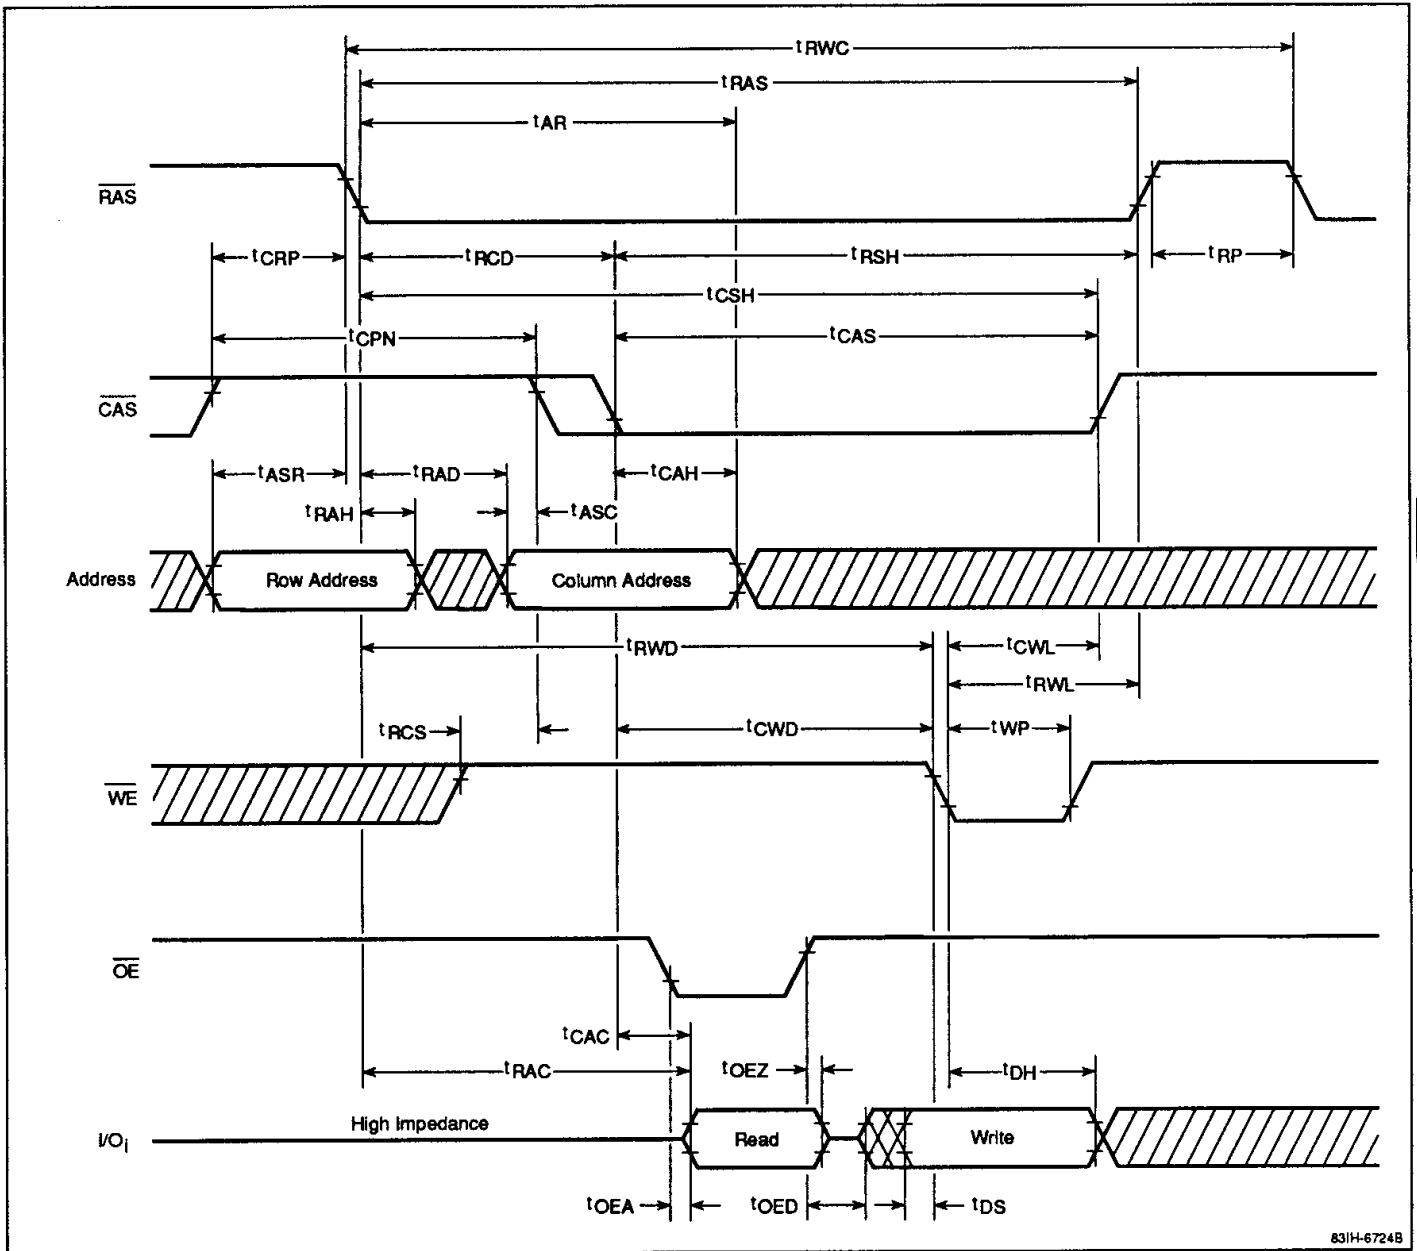 tRWC
tRAS
tAR
RAS
tCRP tRCD tRSH tRP
tCSH
tCPN tCAS
CAS
tASR tRAD tCAH
tRAH tASC
Address Row Address Column Address
tRWD tCWL
tRWL
tRCS tCWD tWP
WE
OE
tCAC
tRAC tOEZ tDH
High Impedance
I/Oi Read Write
tOEA tOED tDS
83IH-6724B